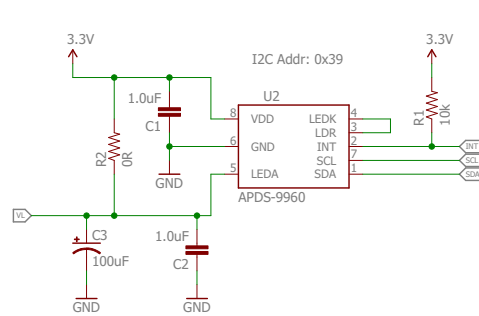 3.3V
3.3V
I2C Addr: 0x39
U2
1.0uF
C1
8 VDD LEDK 4
LDR 3
6 GND INT 2
SCL 7
5 LEDA SDA 1
APDS-9960
R1
10k
INT
SCL
SDA
R2
0R
GND
VL
C3
100uF
1.0uF
C2
GND
GND